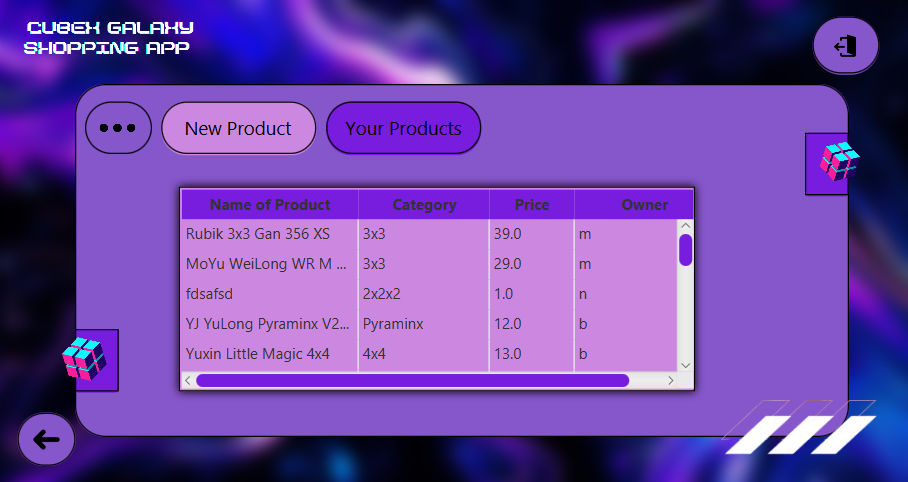 CUBEX GALAXY
SHOPPING APP
New Product
Your Products
Name of Product Category Price Owner
Rubik 3x3 Gan 356 XS 3x3 39.0 m
MoYu WeiLong WR M ... 3x3 29.0 m
fdsafsd 2x2x2 1.0 n
YJ YuLong Pyraminx V2... Pyraminx 12.0 b
Yuxin Little Magic 4x4 4x4 13.0 b